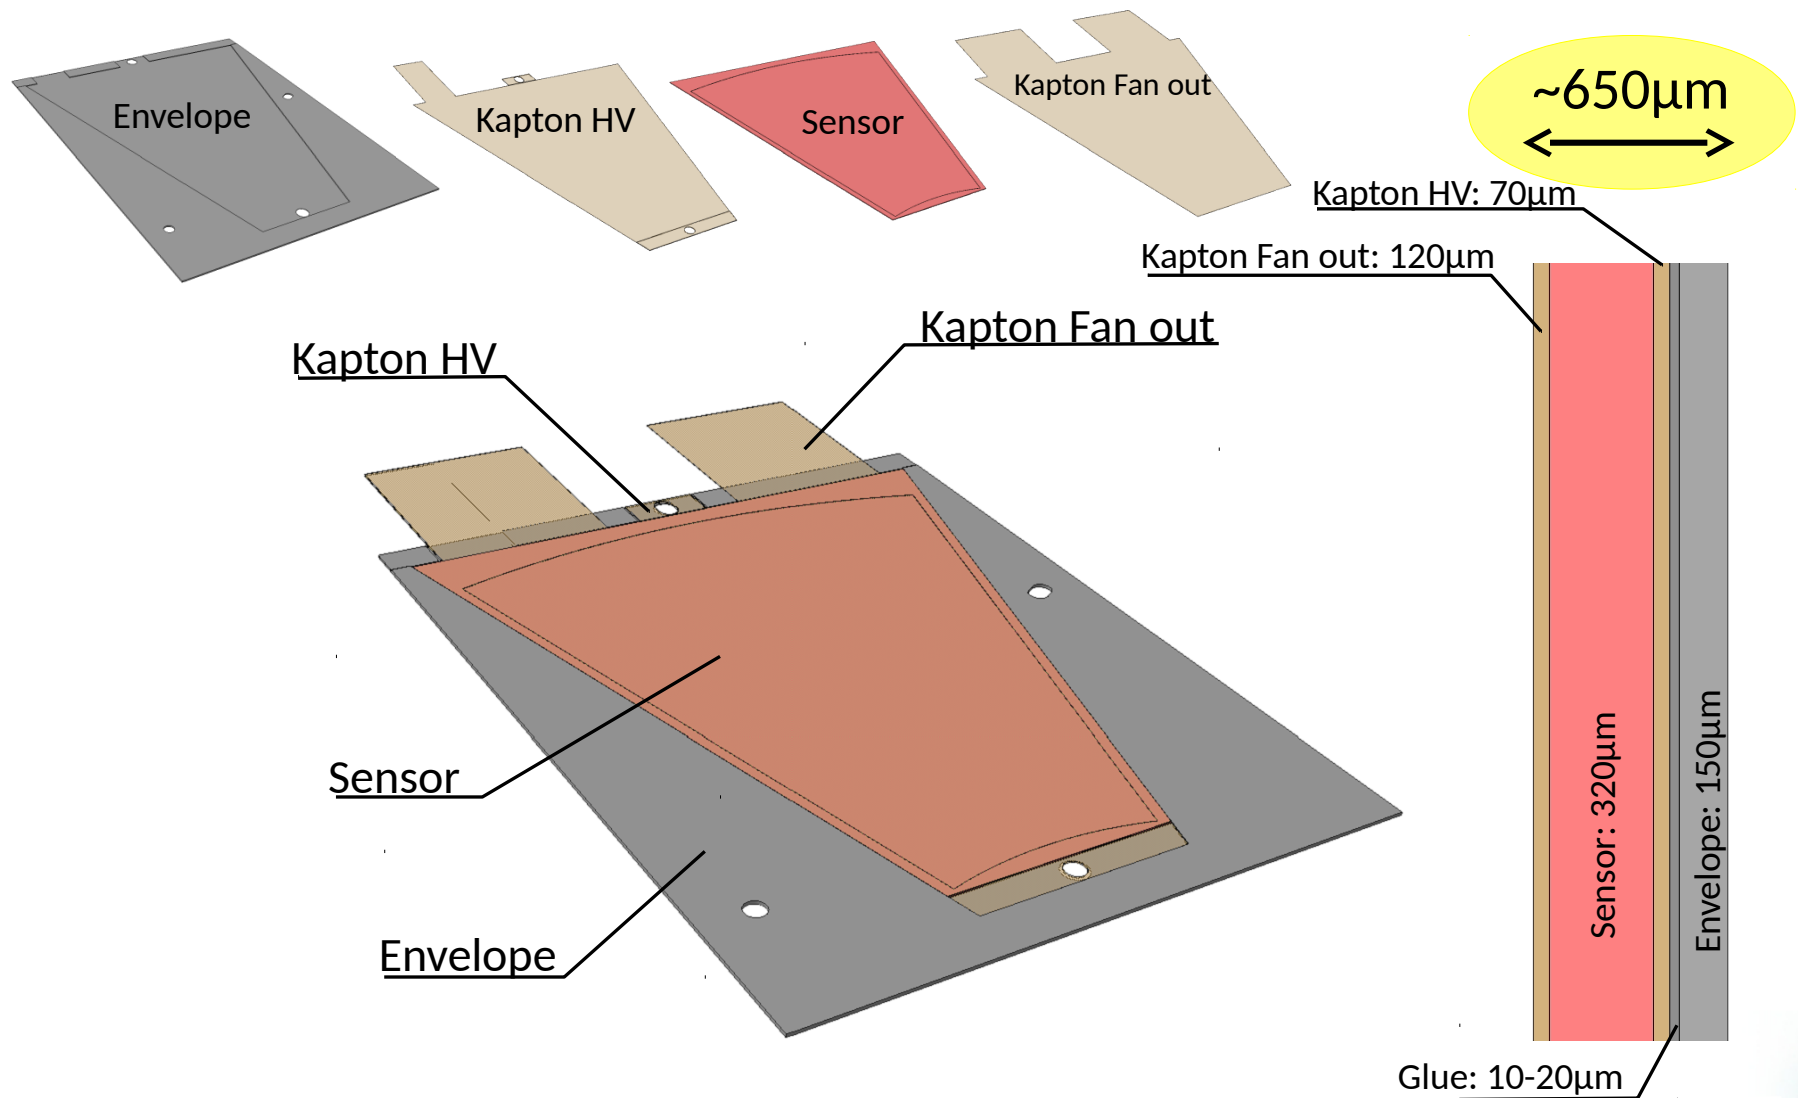 Envelope
Kapton HV
Sensor
Kapton Fan out
~650µm
Kapton HV: 70µm
Kapton Fan out: 120µm
Kapton Fan out
Kapton HV
Sensor
Envelope
Sensor: 320µm
Envelope: 150µm
Glue: 10-20µm